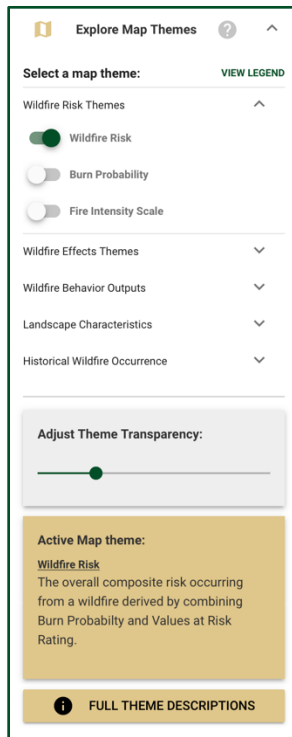 Explore Map Themes ?
Select a map theme: VIEW LEGEND
Wildfire Risk Themes
Wildfire Risk
Burn Probability
Fire Intensity Scale
Wildfire Effects Themes
Wildfire Behavior Outputs
Landscape Characteristics
Historical Wildfire Occurrence
Adjust Theme Transparency:
Active Map theme:
Wildfire Risk
The overall composite risk occurring
from a wildfire derived by combining
Burn Probabilty and Values at Risk
Rating.
i FULL THEME DESCRIPTIONS